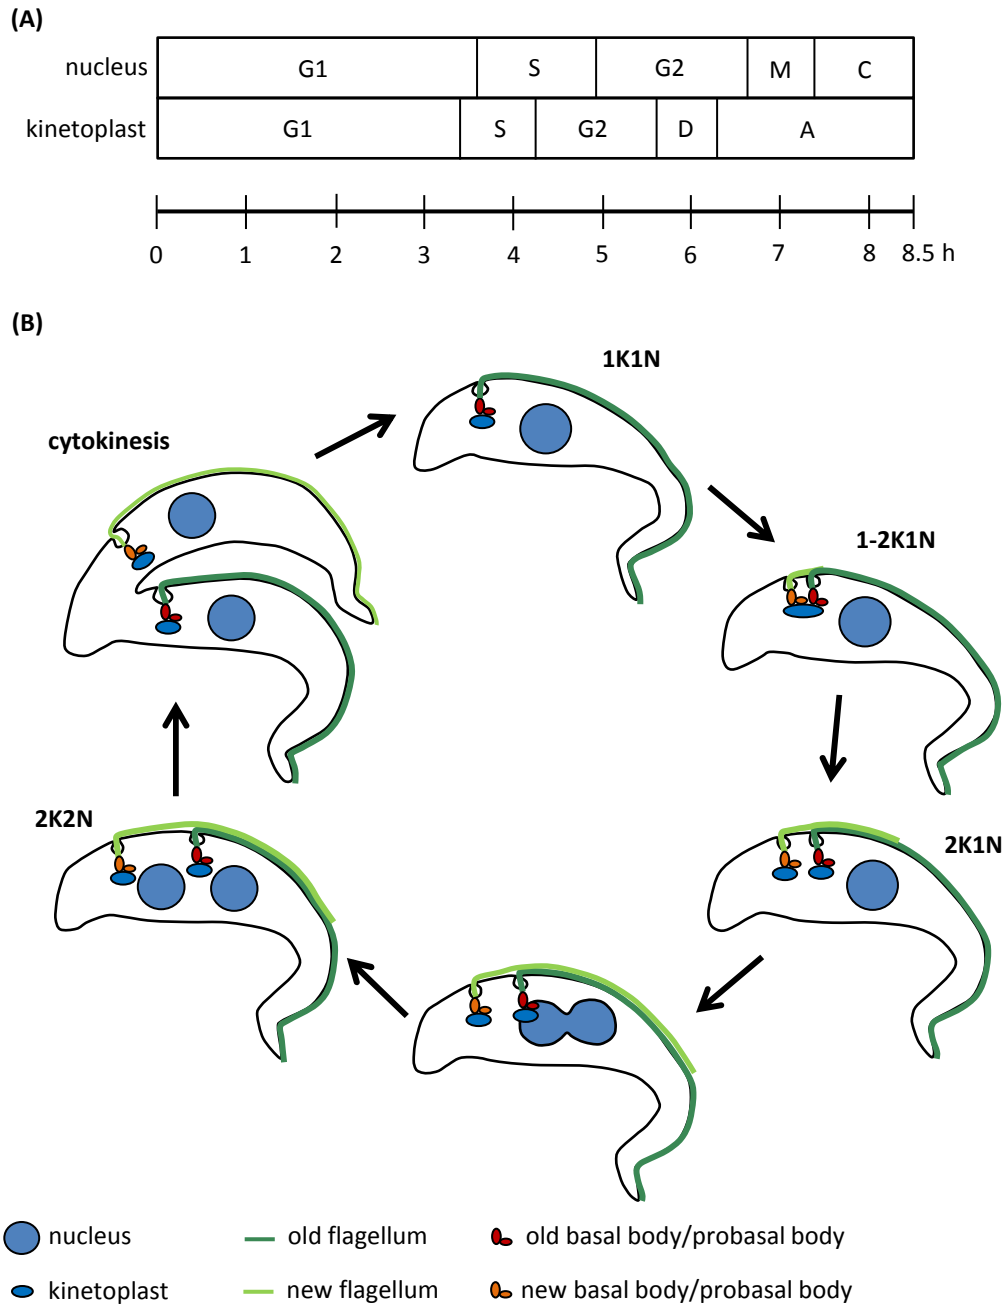 (A)
nucleus G1 S G2 M C
kinetoplast G1 S G2 D A
0 1 2 3 4 5 6 7 8 8.5 h
(B)
1K1N
cytokinesis
1-2K1N
2K2N
2K1N
nucleus old flagellum old basal body/probasal body
kinetoplast new flagellum new basal body/probasal body